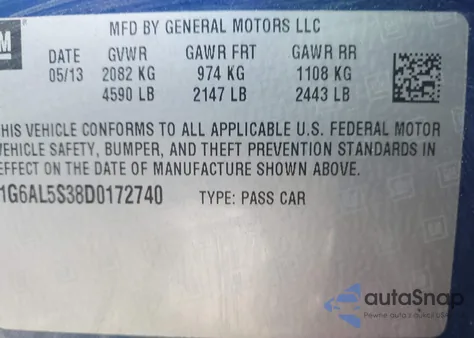 GM
MFD BY GENERAL MOTORS LLC
DATE GVWR GAWR FRT GAWR RR
05/13 2082 KG 974 KG 1108 KG
4590 LB 2147 LB 2443 LB
THIS VEHICLE CONFORMS TO ALL APPLICABLE U.S. FEDERAL MOTOR
VEHICLE SAFETY, BUMPER, AND THEFT PREVENTION STANDARDS IN
EFFECT ON THE DATE OF MANUFACTURE SHOWN ABOVE.
1G6AL5S38D0172740 TYPE: PASS CAR
autoSnap